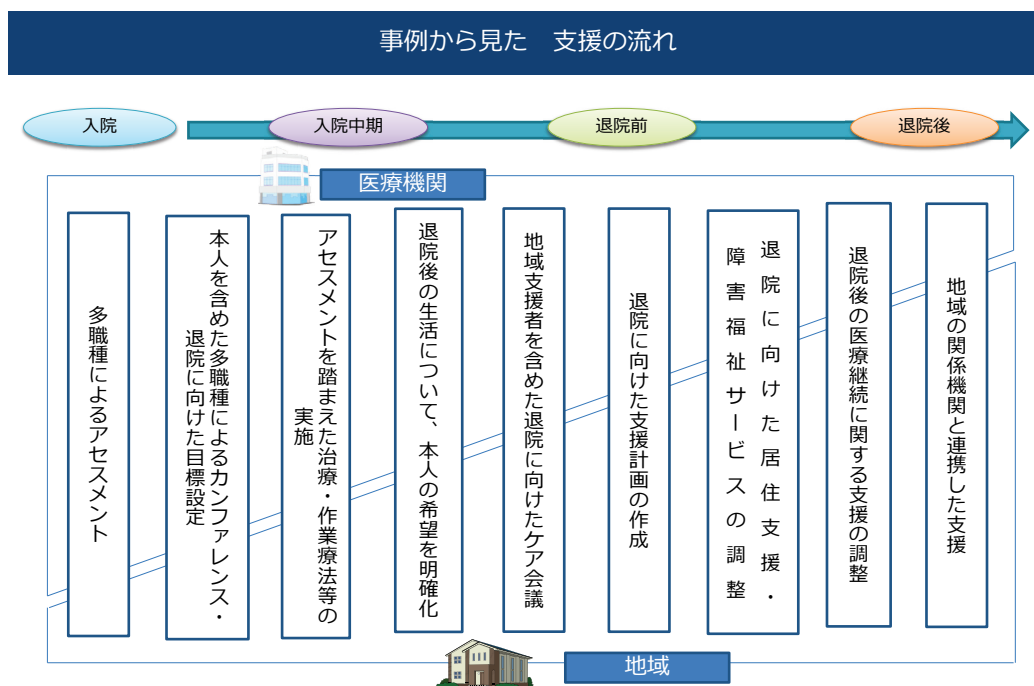 事例から見た　支援の流れ
入院
入院中期
退院前
退院後
医療機関
多職種によるアセスメント
本人を含めた多職種によるカンファレンス・
退院に向けた目標設定
アセスメントを踏まえた治療・作業療法等の
実施
退院後の生活について、本人の希望を明確化
地域支援者を含めた退院に向けたケア会議
退院に向けた支援計画の作成
退院に向けた居住支援・
障害福祉サービスの調整
退院後の医療継続に関する支援の調整
地域の関係機関と連携した支援
地域